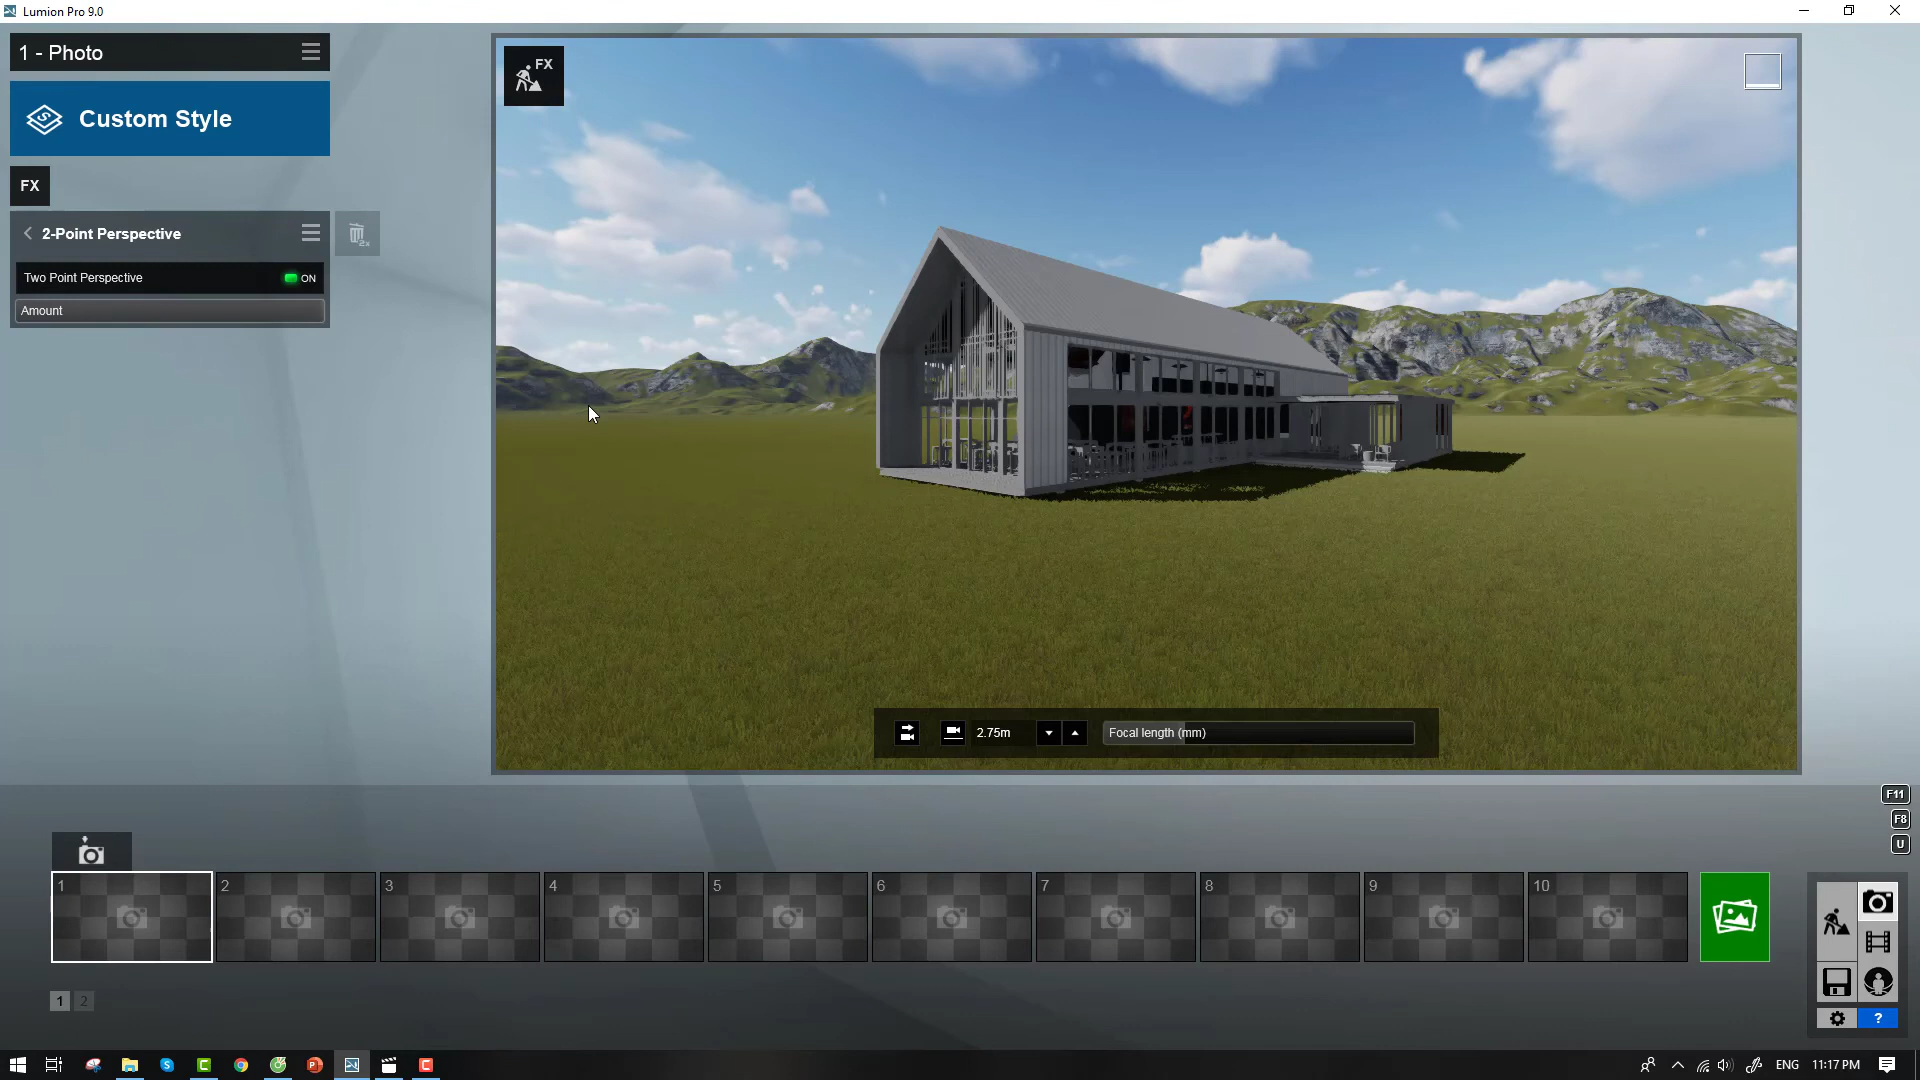 Lumion Pro 9.0
1 - Photo
Custom Style
FX
2-Point Perspective
2x
Two Point Perspective
ON
Amount
FX
2.75m
Focal length (mm)
F11
F8
U
1
2
3
4
5
6
7
8
9
10
1
2
?
ENG
11:17 PM